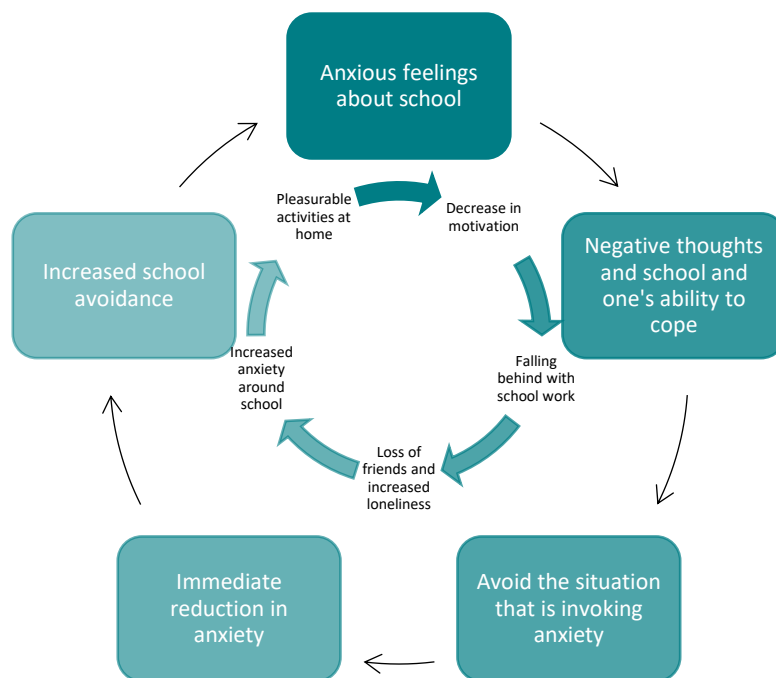 Anxious feelings
about school
Pleasurable
activities at
home
Decrease in
motivation
Negative thoughts
and school and
one's ability to
cope
Increased school
avoidance
Increased
anxiety
around
school
Falling
behind with
school work
Loss of
friends and
increased
loneliness
Immediate
reduction in
anxiety
Avoid the situation
that is invoking
anxiety